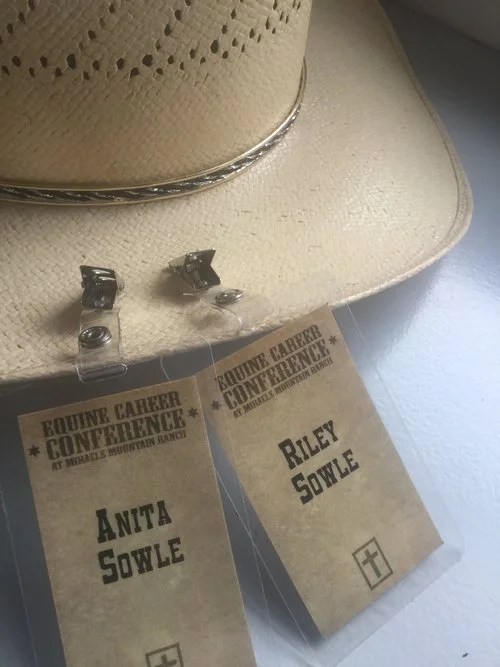 EQUINE CAREER
CONFERENCE
AT MIRACLE MOUNTAIN RANCH
ANITA
SOWLE
EQUINE CAREER
CONFERENCE
AT MIRACLE MOUNTAIN RANCH
RILEY
SOWLE